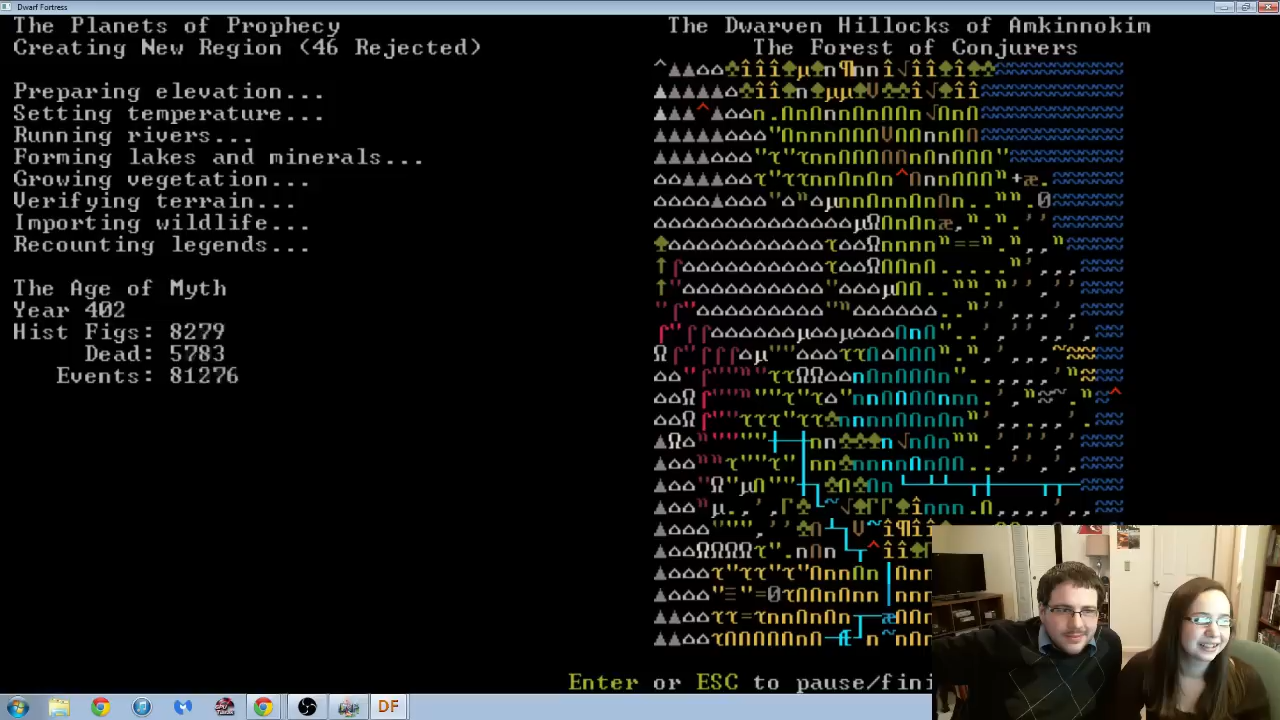 Dwarf Fortress
The Planets of Prophecy
Creating New Region (46 Rejected)
Preparing elevation...
Setting temperature...
Running rivers...
Forming lakes and minerals...
Growing vegetation...
Verifying terrain...
Importing wildlife...
Recounting legends...
The Age of Myth
Year 402
Hist Figs: 8279
Dead: 5783
Events: 81276
The Dwarven Hillocks of Amkinnokim
The Forest of Conjurers
Enter or ESC to pause/fini
DF